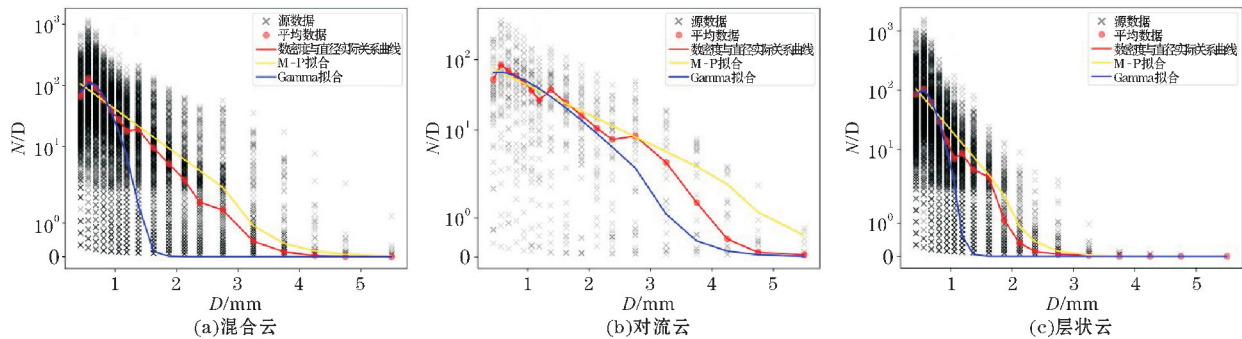 10³
10²
10¹
10⁰
0
N/D
源数据
平均数据
数密度与直径实际关系曲线
M-P拟合
Gamma拟合
1 2 3 4 5
D/mm
(a)混合云
10²
10¹
10⁰
0
N/D
源数据
平均数据
数密度与直径实际关系曲线
M-P拟合
Gamma拟合
1 2 3 4 5
D/mm
(b)对流云
10³
10²
10¹
10⁰
0
N/D
源数据
平均数据
数密度与直径实际关系曲线
M-P拟合
Gamma拟合
1 2 3 4 5
D/mm
(c)层状云